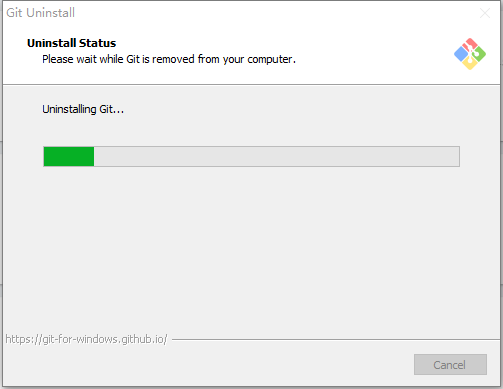 Git Uninstall
Uninstall Status
Please wait while Git is removed from your computer.
Uninstalling Git...
https://git-for-windows.github.io/
Cancel